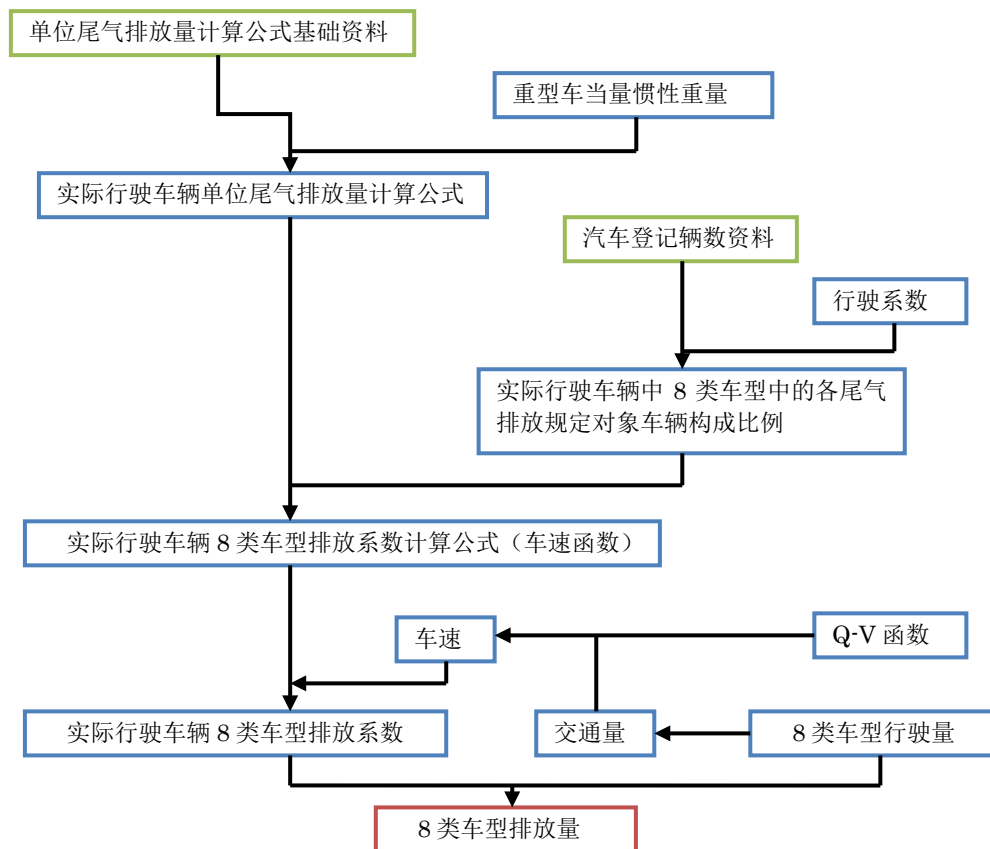 单位尾气排放量计算公式基础资料
重型车当量惯性重量
实际行驶车辆单位尾气排放量计算公式
汽车登记辆数资料
行驶系数
实际行驶车辆中 8 类车型中的各尾气
排放规定对象车辆构成比例
实际行驶车辆 8 类车型排放系数计算公式（车速函数）
车速
Q-V 函数
实际行驶车辆 8 类车型排放系数
交通量
8 类车型行驶量
8 类车型排放量